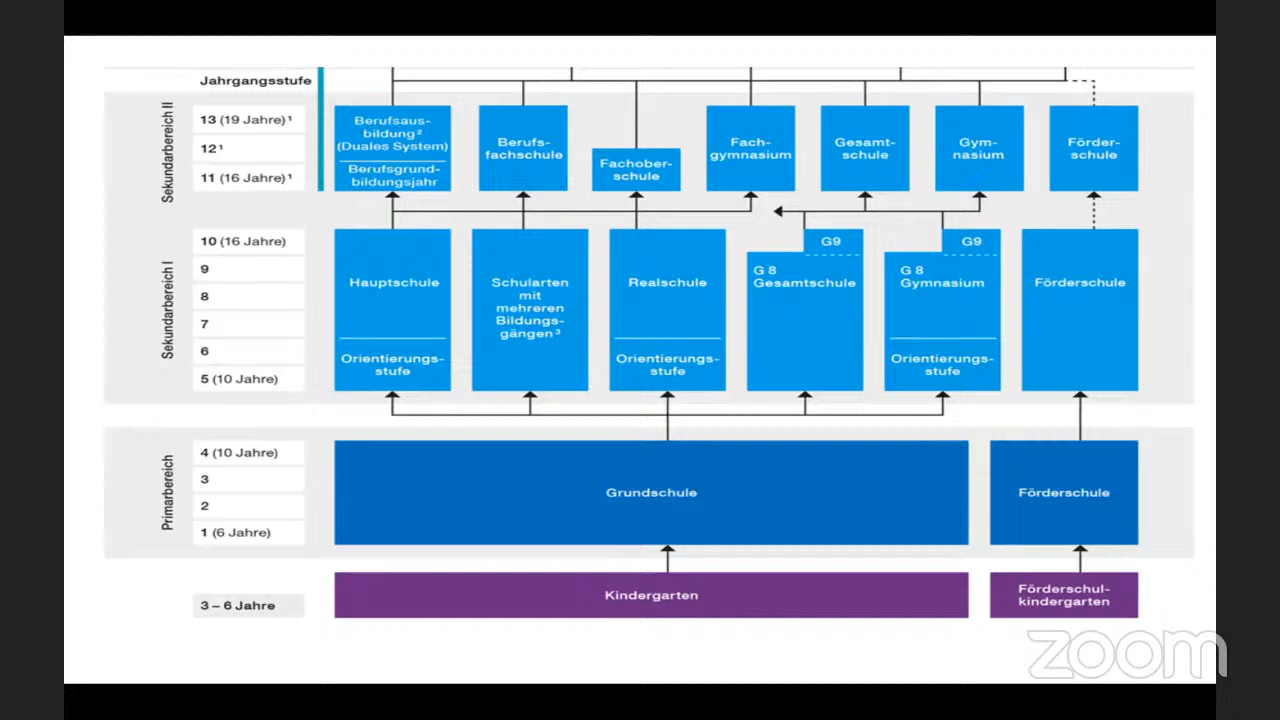 Jahrgangsstufe
Sekundarbereich II
13 (19 Jahre)¹
12¹
11 (16 Jahre)¹
Berufsaus-
bildung²
(Duales System)
Berufsgrund-
bildungsjahr
Berufs-
fachschule
Fachober-
schule
Fach-
gymnasium
Gesamt-
schule
Gym-
nasium
Förder-
schule
Sekundarbereich I
10 (16 Jahre)
9
8
7
6
5 (10 Jahre)
Hauptschule
Orientierungs-
stufe
Schularten
mit
mehreren
Bildungs-
gängen³
Realschule
Orientierungs-
stufe
G9
G 8
Gesamtschule
G9
G 8
Gymnasium
Orientierungs-
stufe
Förderschule
Primarbereich
4 (10 Jahre)
3
2
1 (6 Jahre)
Grundschule
Förderschule
3 – 6 Jahre
Kindergarten
Förderschul-
kindergarten
zoom